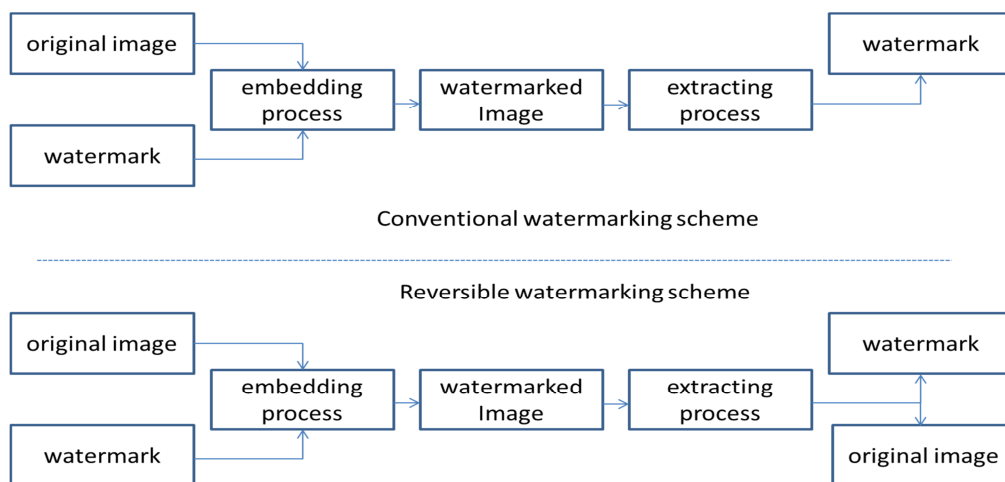 original image
watermark
embedding
process
watermarked
Image
extracting
process
watermark
Conventional watermarking scheme
Reversible watermarking scheme
original image
watermark
embedding
process
watermarked
Image
extracting
process
watermark
original image